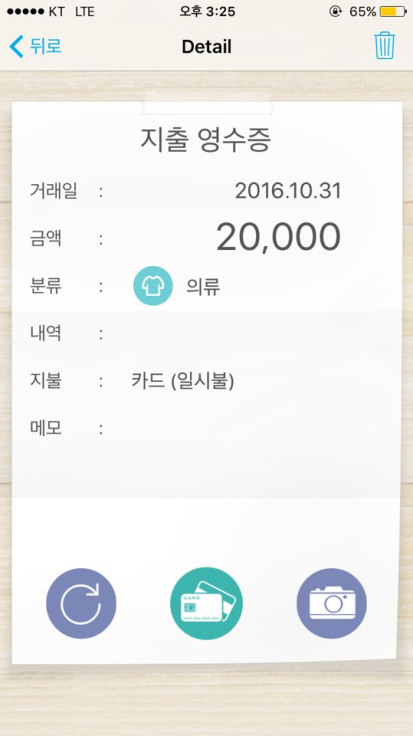 KT LTE 오후 3:25 65%
뒤로 Detail
지출 영수증
거래일 : 2016.10.31
금액 : 20,000
분류 : 의류
내역 :
지불 : 카드 (일시불)
메모 :
CARD